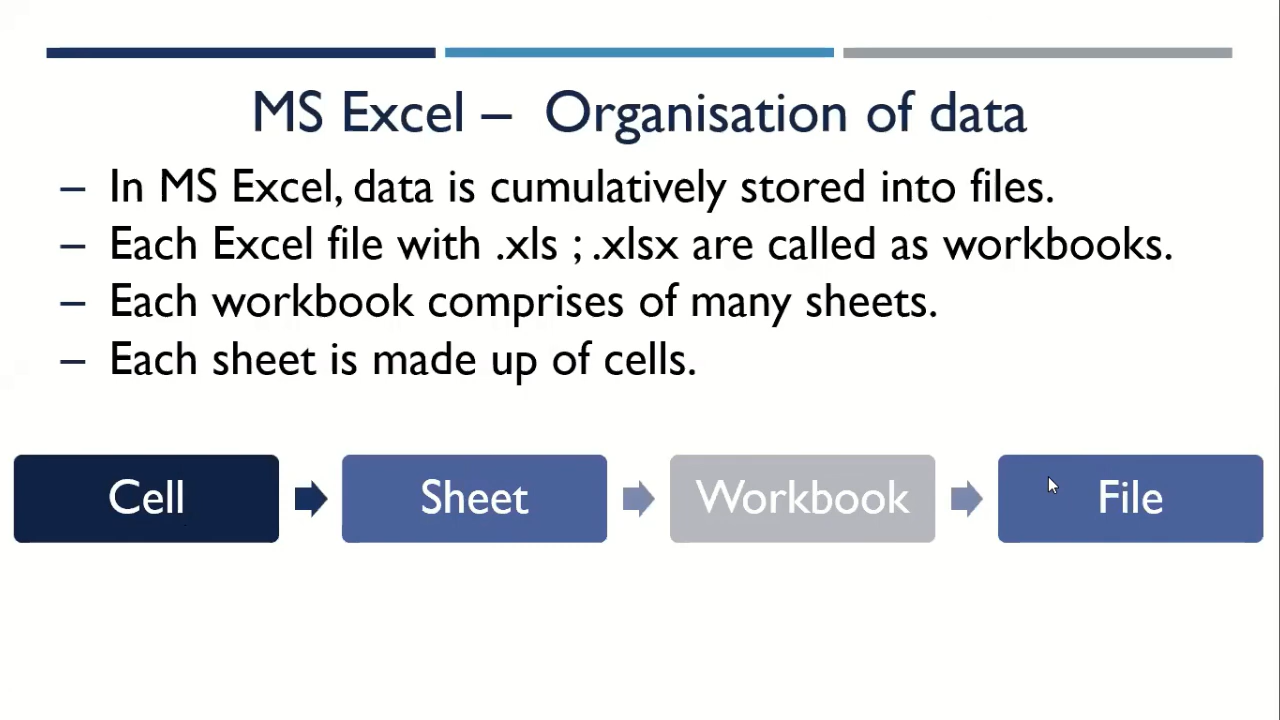 MS Excel – Organisation of data
– In MS Excel, data is cumulatively stored into files.
– Each Excel file with .xls ; .xlsx are called as workbooks.
– Each workbook comprises of many sheets.
– Each sheet is made up of cells.
Cell Sheet Workbook File